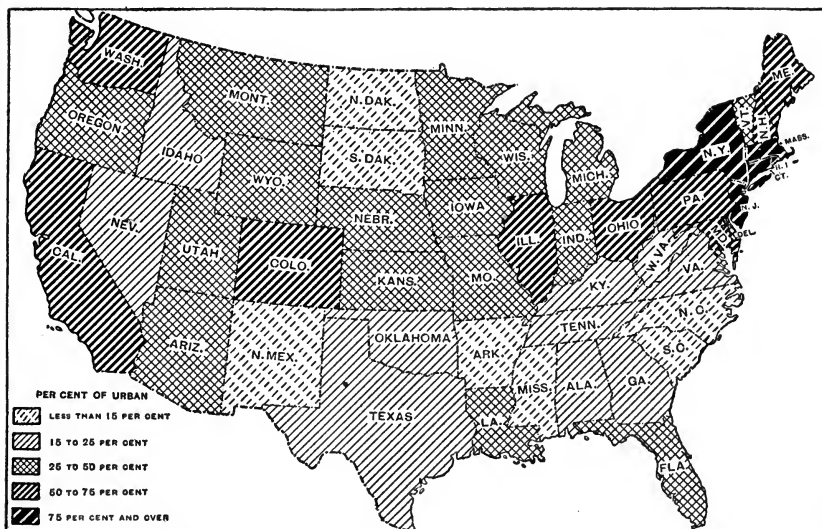 WASH.
MONT.
N. DAK.
MINN.
OREGON
IDAHO
S. DAK.
WIS.
MICH.
WYO.
NEBR.
IOWA
NEV.
UTAH
CAL.
COLO.
KANS.
MO.
ILL.
IND.
OHIO
PA.
N.Y.
VT.
N.H.
ME.
MASS.
R.I.
CT.
N.J.
DEL.
MD.
W.VA.
VA.
KY.
TENN.
N.C.
S.C.
ARIZ.
N.MEX.
OKLAHOMA
ARK.
TEXAS
LA.
MISS.
ALA.
GA.
FLA.
PER CENT OF URBAN
LESS THAN 15 PER CENT
15 TO 25 PER CENT
25 TO 50 PER CENT
50 TO 75 PER CENT
75 PER CENT AND OVER